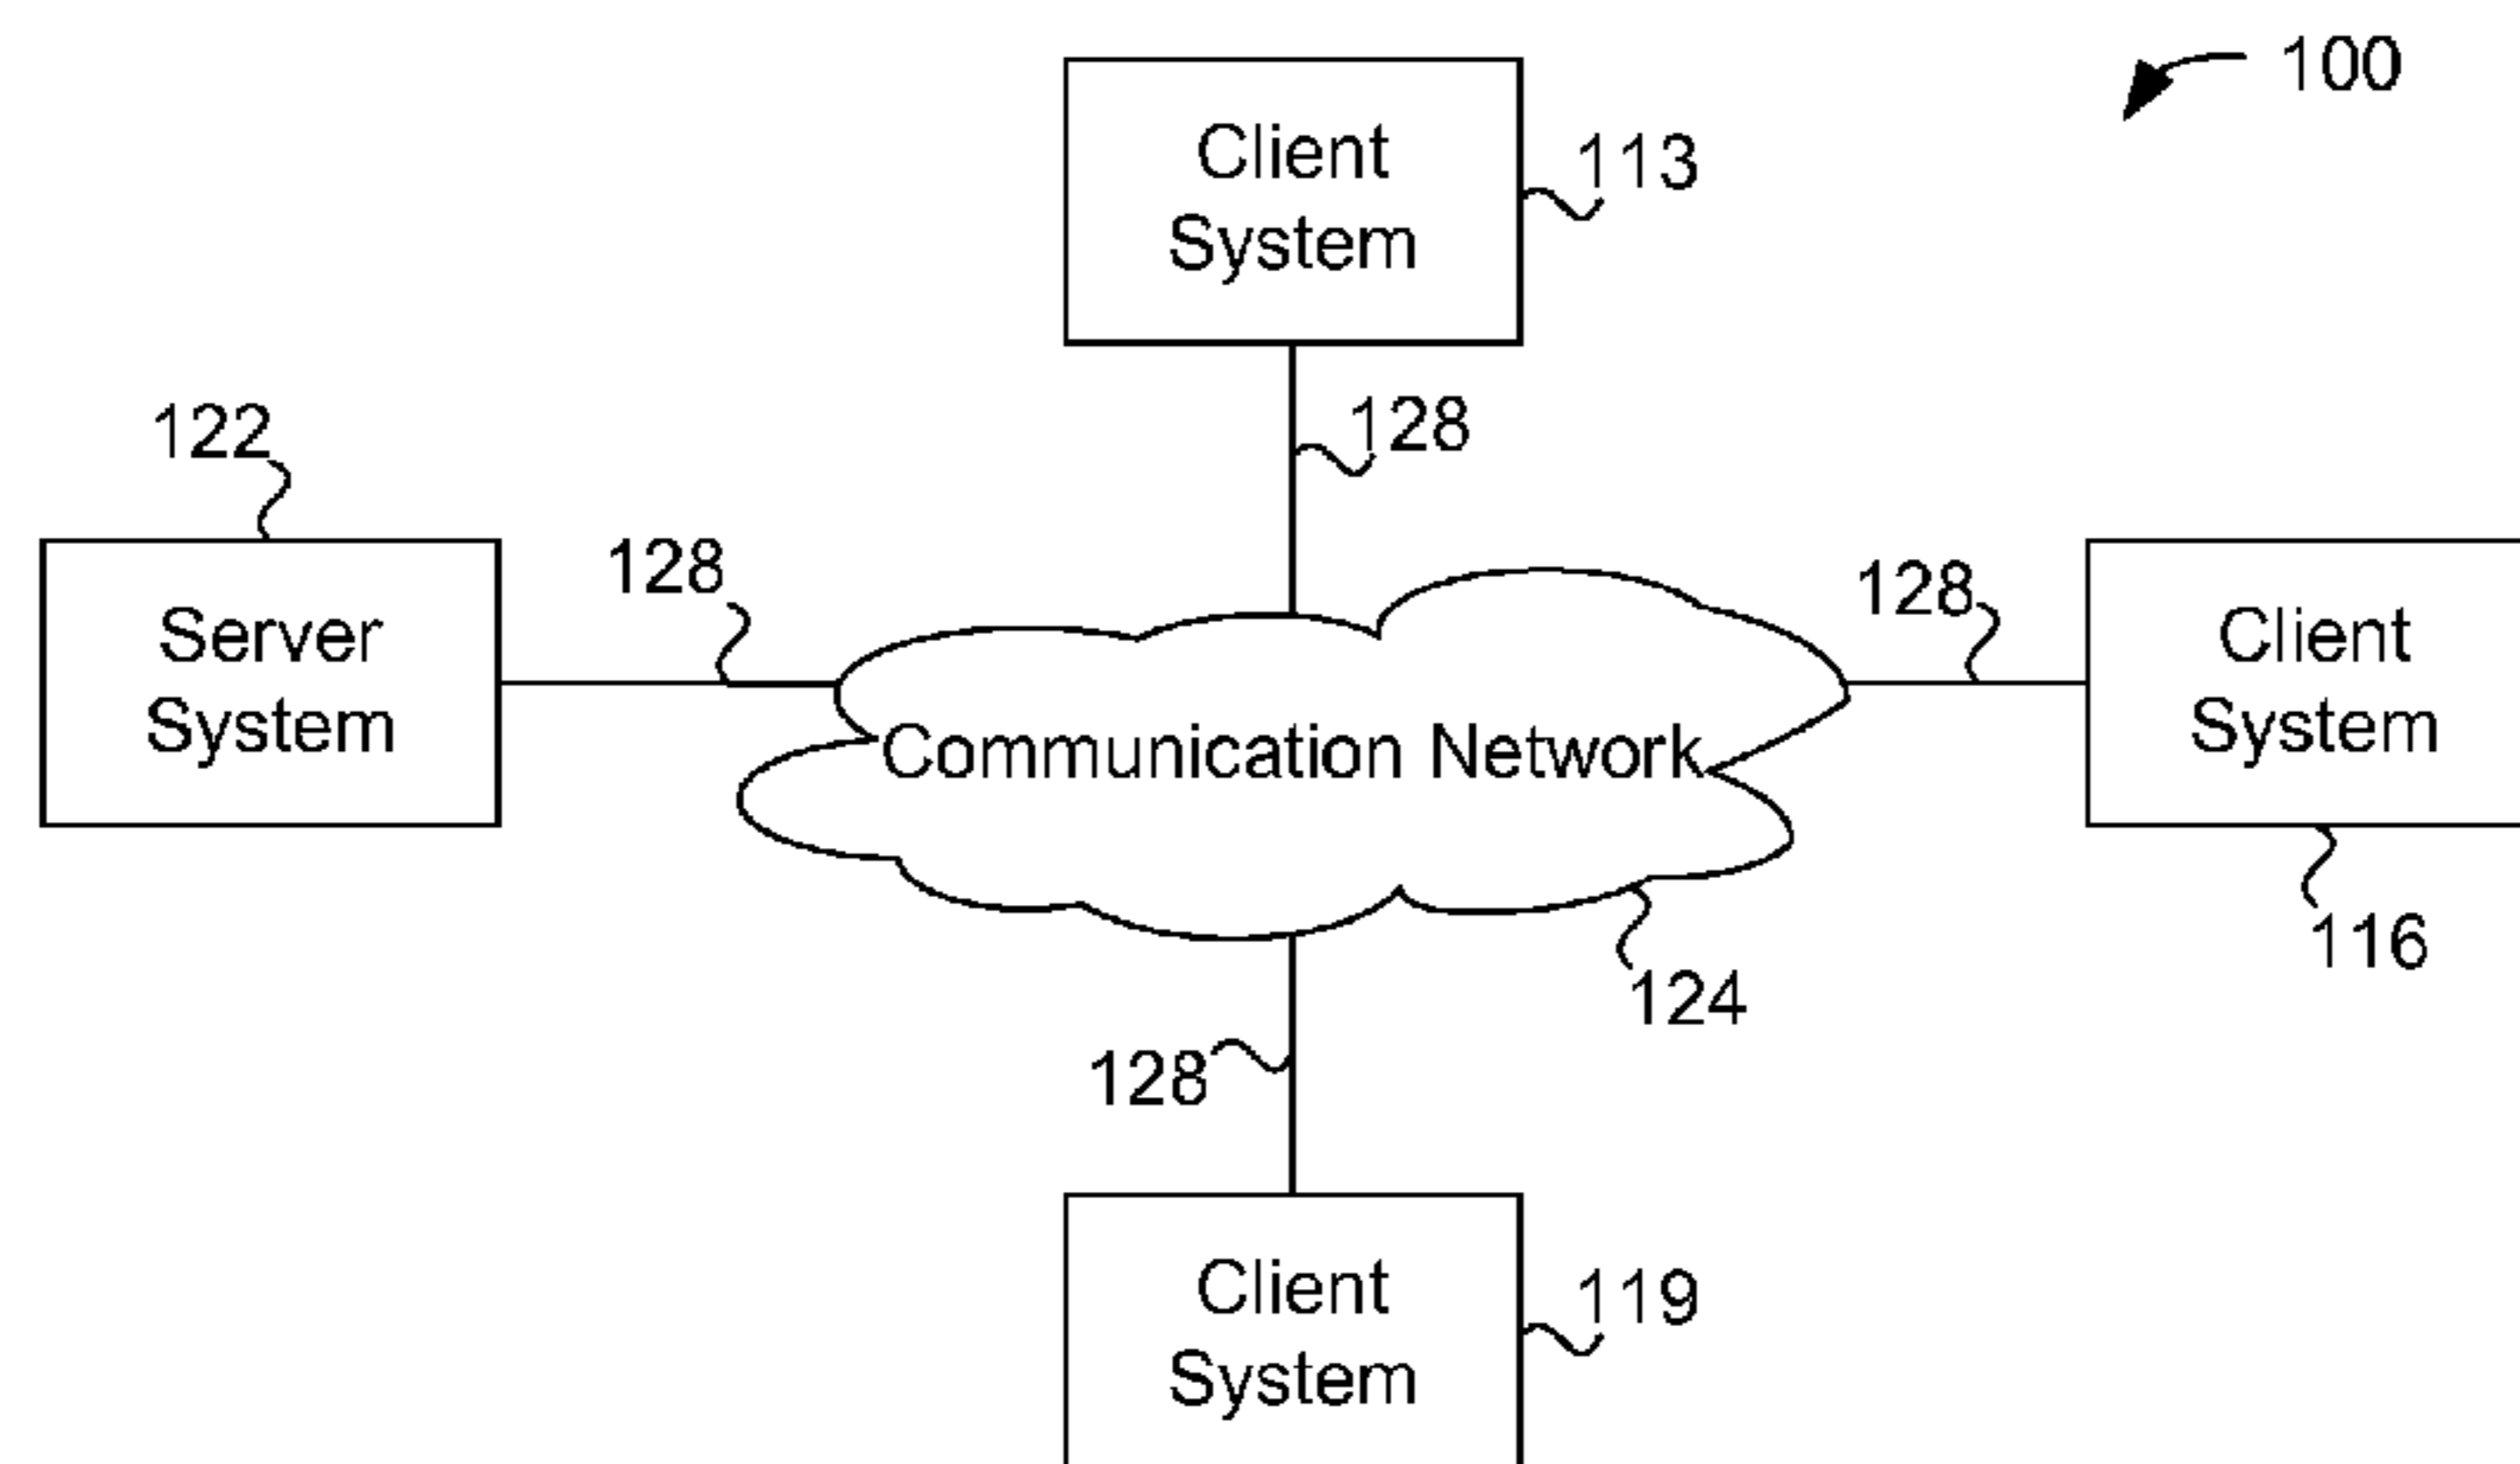 100
Client
System
113
128
122
Server
System
128
128
Client
System
Communication Network
116
124
128
Client
System
119